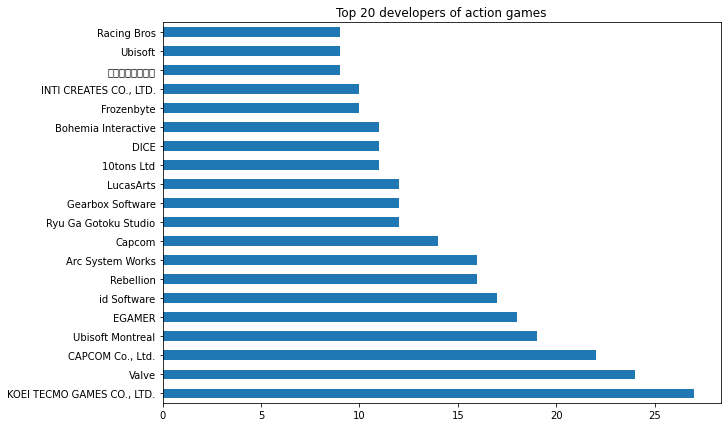 Top 20 developers of action games
Racing Bros
Ubisoft
INTI CREATES CO., LTD.
Frozenbyte
Bohemia Interactive
DICE
10tons Ltd
LucasArts
Gearbox Software
Ryu Ga Gotoku Studio
Capcom
Arc System Works
Rebellion
id Software
EGAMER
Ubisoft Montreal
CAPCOM Co., Ltd.
Valve
KOEI TECMO GAMES CO., LTD.
0 5 10 15 20 25